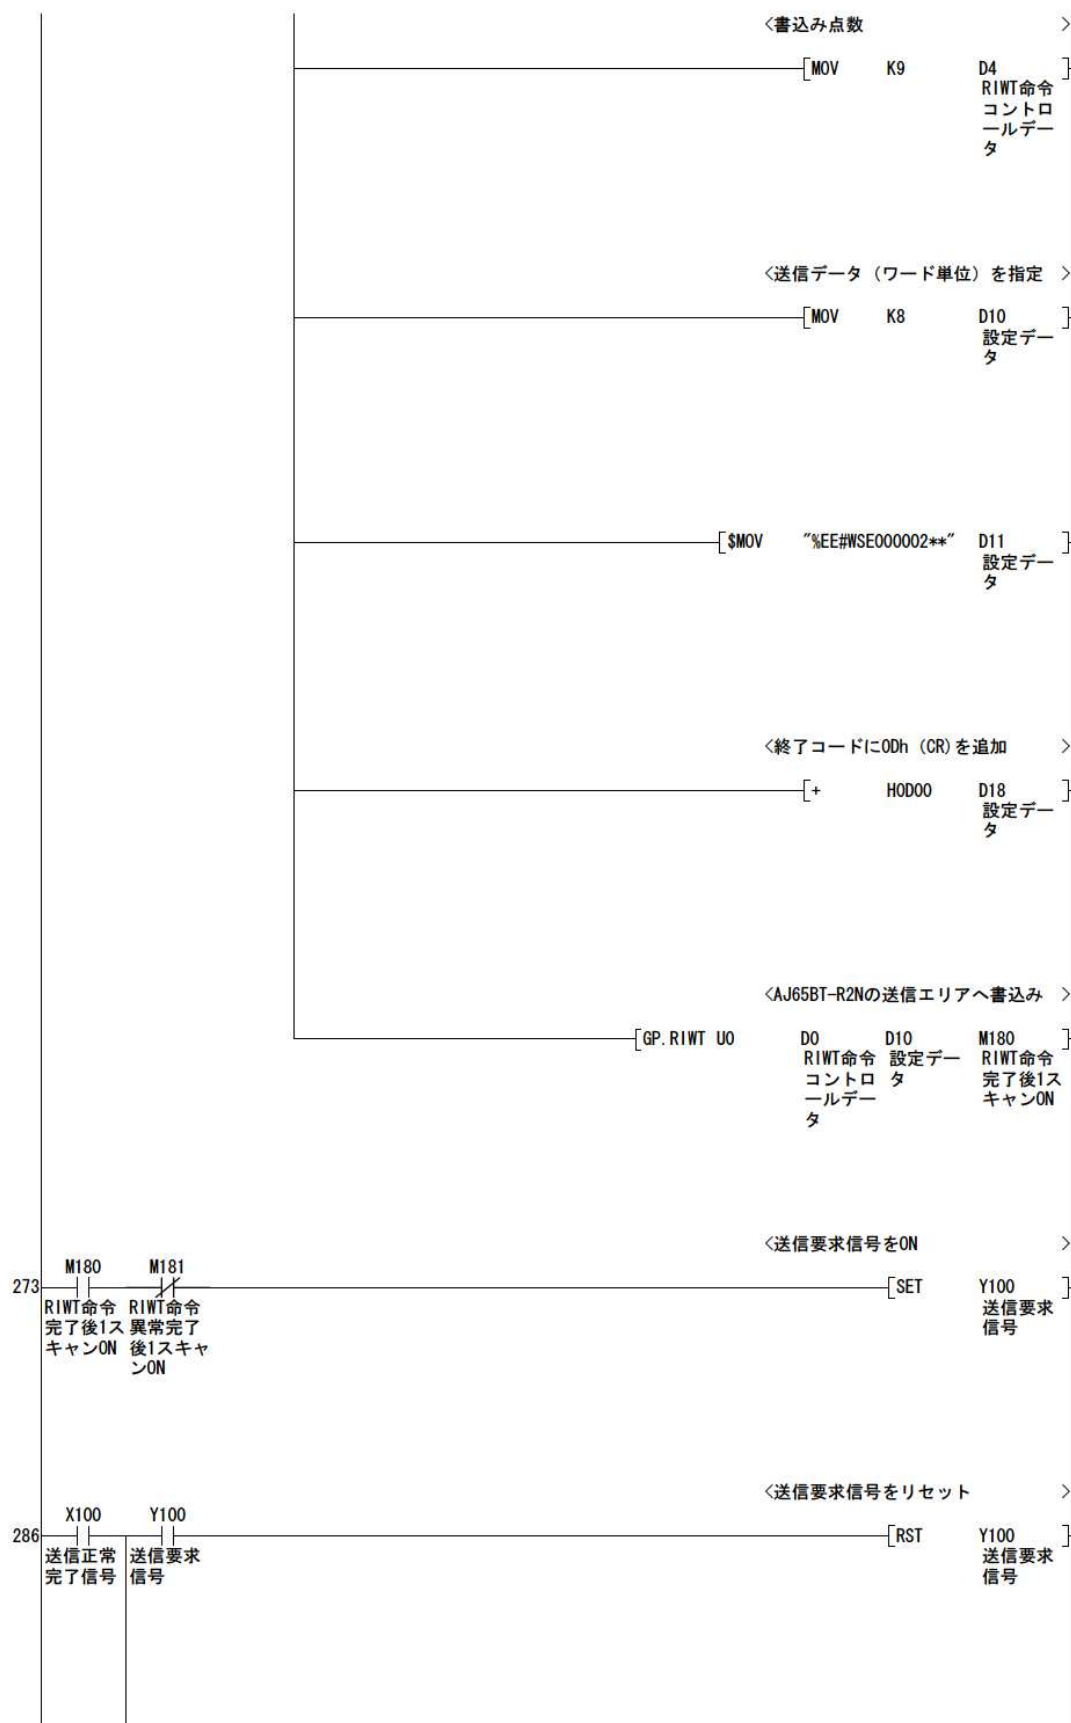 <書込み点数 >
[MOV K9 D4 ]
RIWT命令
コントロ
ールデー
タ
<送信データ (ワード単位) を指定 >
[MOV K8 D10 ]
設定デー
タ
[$MOV "%EE#WSE000002**" D11 ]
設定デー
タ
<終了コードに0Dh (CR)を追加 >
[+ H0D00 D18 ]
設定デー
タ
<AJ65BT-R2Nの送信エリアへ書込み >
[GP.RIWT U0 D0 D10 M180 ]
RIWT命令 設定デー RIWT命令
コントロ タ 完了後1ス
ールデー キャンON
タ
<送信要求信号をON >
M180 M181
273 [SET Y100 ]
RIWT命令 RIWT命令 送信要求
完了後1ス 異常完了 信号
キャンON 後1スキャ
ンON
<送信要求信号をリセット >
X100 Y100
286 [RST Y100 ]
送信正常 送信要求 送信要求
完了信号 信号 信号